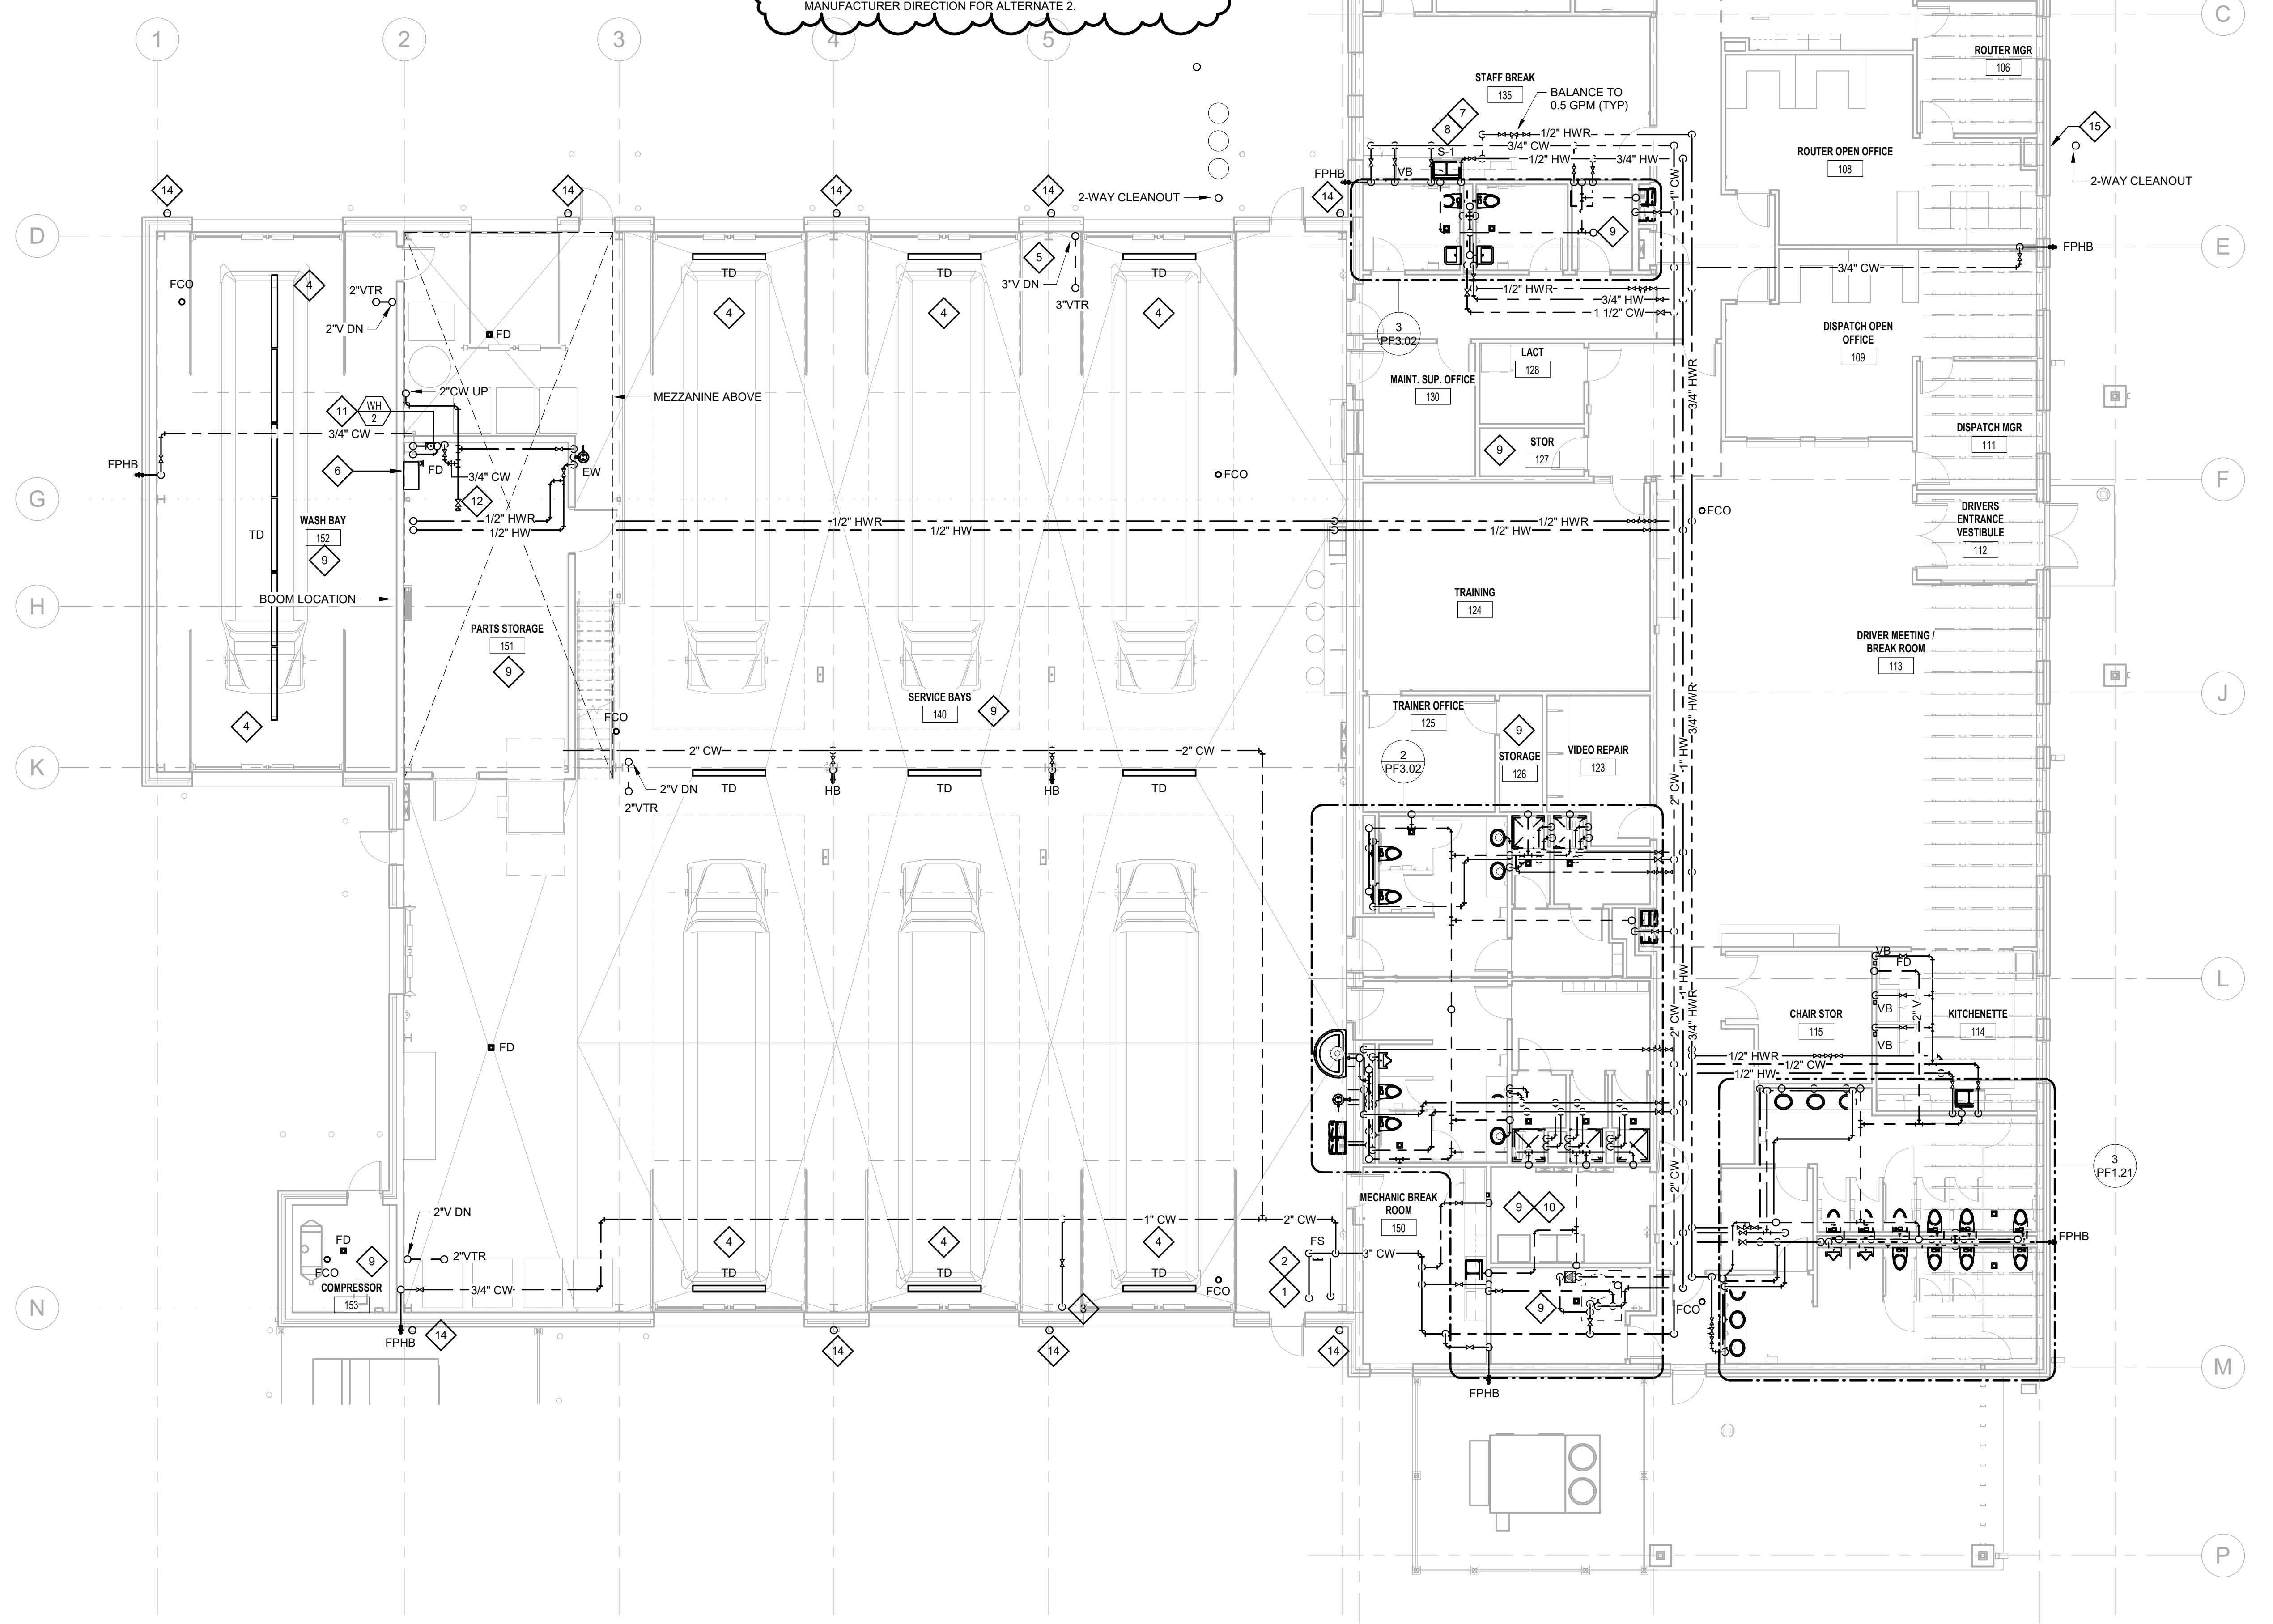 MANUFACTURER DIRECTION FOR ALTERNATE 2.
1
2
3
4
5
C
ROUTER MGR
106
STAFF BREAK
135
BALANCE TO
0.5 GPM (TYP)
7
8
1/2" HWR
3/4" CW
S-1
1/2" HW
3/4" HW
VB
FPHB
1" CW
15
ROUTER OPEN OFFICE
108
2-WAY CLEANOUT
14
14
14
14
14
2-WAY CLEANOUT
D
E
9
FPHB
3/4" CW
5
FCO
4
2"VTR
2"V DN
FD
TD
TD
TD
4
4
4
3"V DN
3"VTR
1/2" HWR
3/4" HW
1 1/2" CW
3
PF3.02
DISPATCH OPEN
OFFICE
109
LACT
128
MAINT. SUP. OFFICE
130
3/4" HWR
2"CW UP
MEZZANINE ABOVE
11
WH
2
3/4" CW
FPHB
6
FD
3/4" CW
EW
12
DISPATCH MGR
111
STOR
127
9
FCO
F
G
WASH BAY
152
9
TD
1/2" HWR
1/2" HW
1/2" HWR
1/2" HW
1/2" HWR
1/2" HW
FCO
DRIVERS
ENTRANCE
VESTIBULE
112
BOOM LOCATION
H
TRAINING
124
PARTS STORAGE
151
9
DRIVER MEETING /
BREAK ROOM
113
SERVICE BAYS
140
9
J
3/4" HWR
TRAINER OFFICE
125
9
STORAGE
126
VIDEO REPAIR
123
4
FCO
2" CW
2" CW
2
PF3.02
1" HW
2" CW
K
2"V DN
2"VTR
TD
TD
TD
HB
HB
VB
FD
VB
VB
2" V
L
1" HW
2" CW
3/4" HWR
CHAIR STOR
115
KITCHENETTE
114
FD
1/2" HWR
1/2" CW
1/2" HW
3
PF1.21
2" CW
MECHANIC BREAK
ROOM
150
9
10
2"V DN
1" CW
2" CW
FS
3" CW
FPHB
2"VTR
FD
FCO
9
COMPRESSOR
153
4
4
4
TD
TD
TD
2
1
3/4" CW
FCO
3
9
FCO
N
FPHB
14
14
14
14
M
FPHB
P